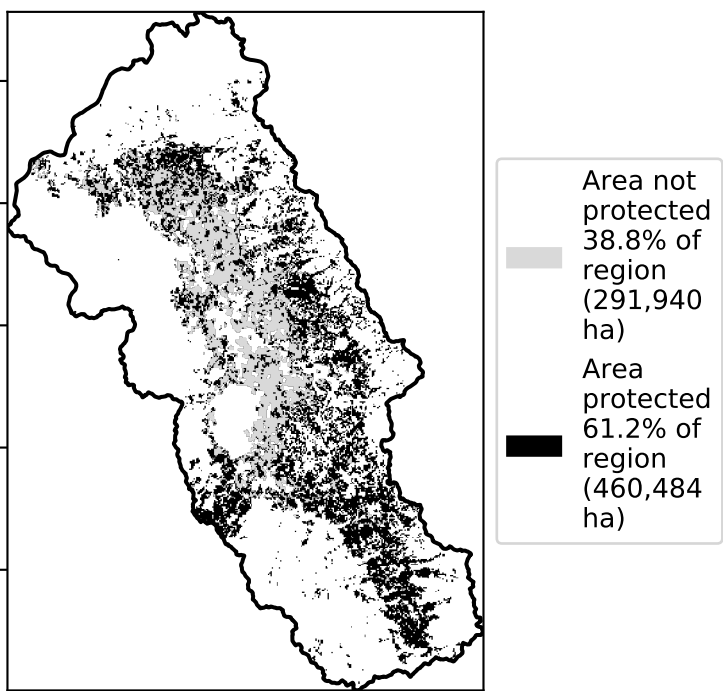 Area not
protected
38.8% of
region
(291,940
ha)
Area
protected
61.2% of
region
(460,484
ha)